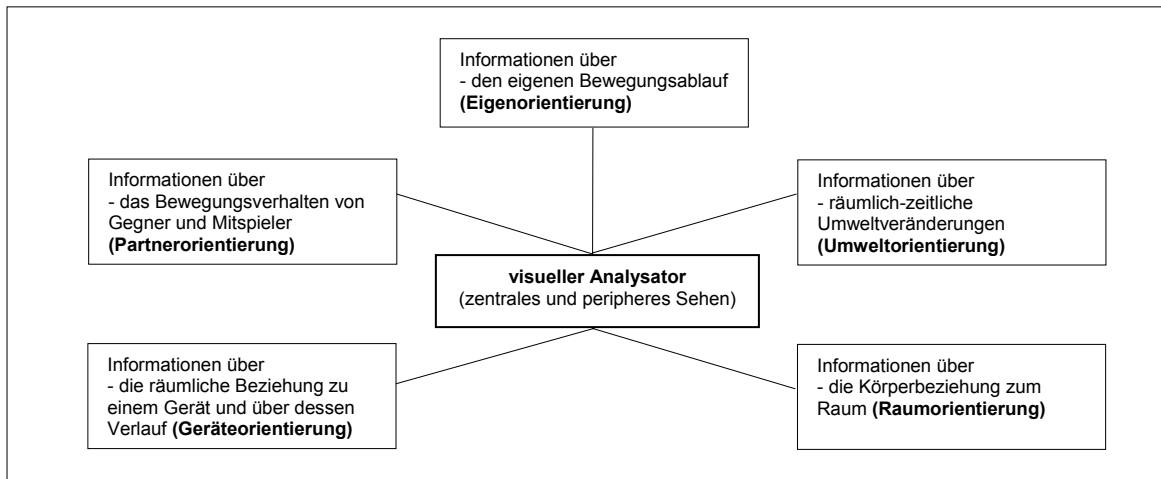 Informationen über
- den eigenen Bewegungsablauf
(Eigenorientierung)
Informationen über
- das Bewegungsverhalten von
Gegner und Mitspieler
(Partnerorientierung)
Informationen über
- räumlich-zeitliche
Umweltveränderungen
(Umweltorientierung)
visueller Analysator
(zentrales und peripheres Sehen)
Informationen über
- die räumliche Beziehung zu
einem Gerät und über dessen
Verlauf (Geräteorientierung)
Informationen über
- die Körperbeziehung zum
Raum (Raumorientierung)